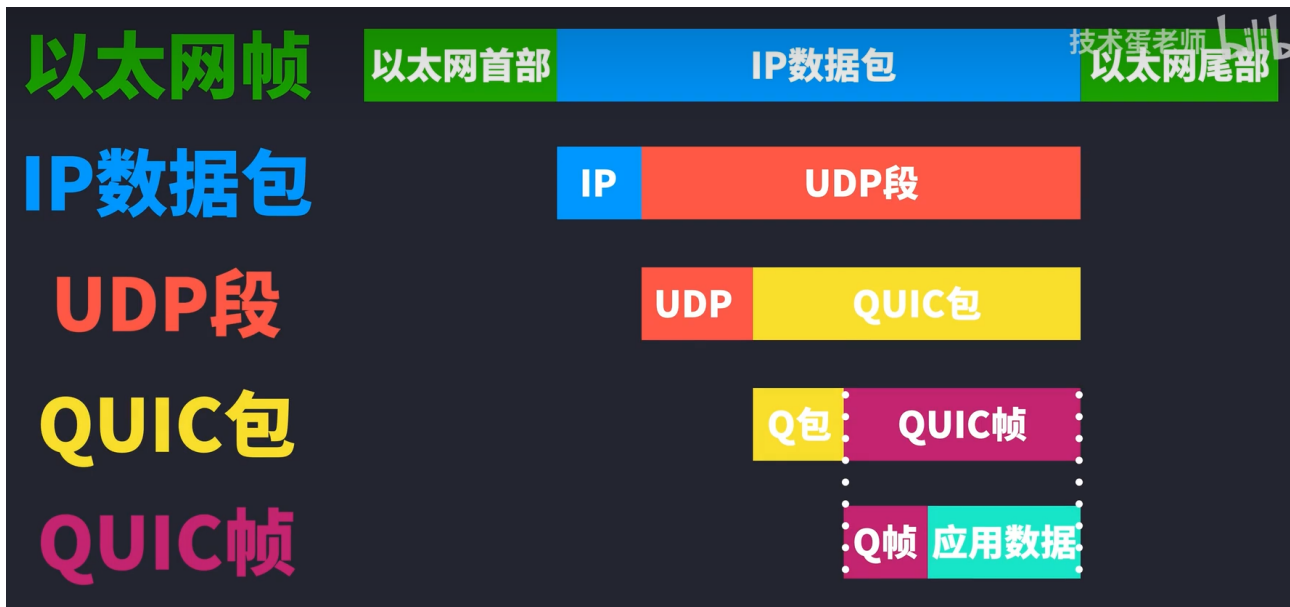 技术蛋老师 bilibili
以太网帧 以太网首部 IP数据包 以太网尾部
IP数据包 IP UDP段
UDP段 UDP QUIC包
QUIC包 Q包 QUIC帧
QUIC帧 Q帧 应用数据